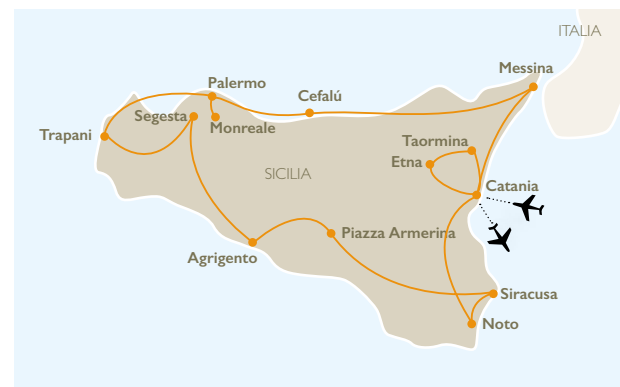 ITALIA
Messina
Palermo
Cefalú
Segesta
Monreale
Trapani
Taormina
Etna
SICILIA
Catania
Piazza Armerina
Agrigento
Siracusa
Noto